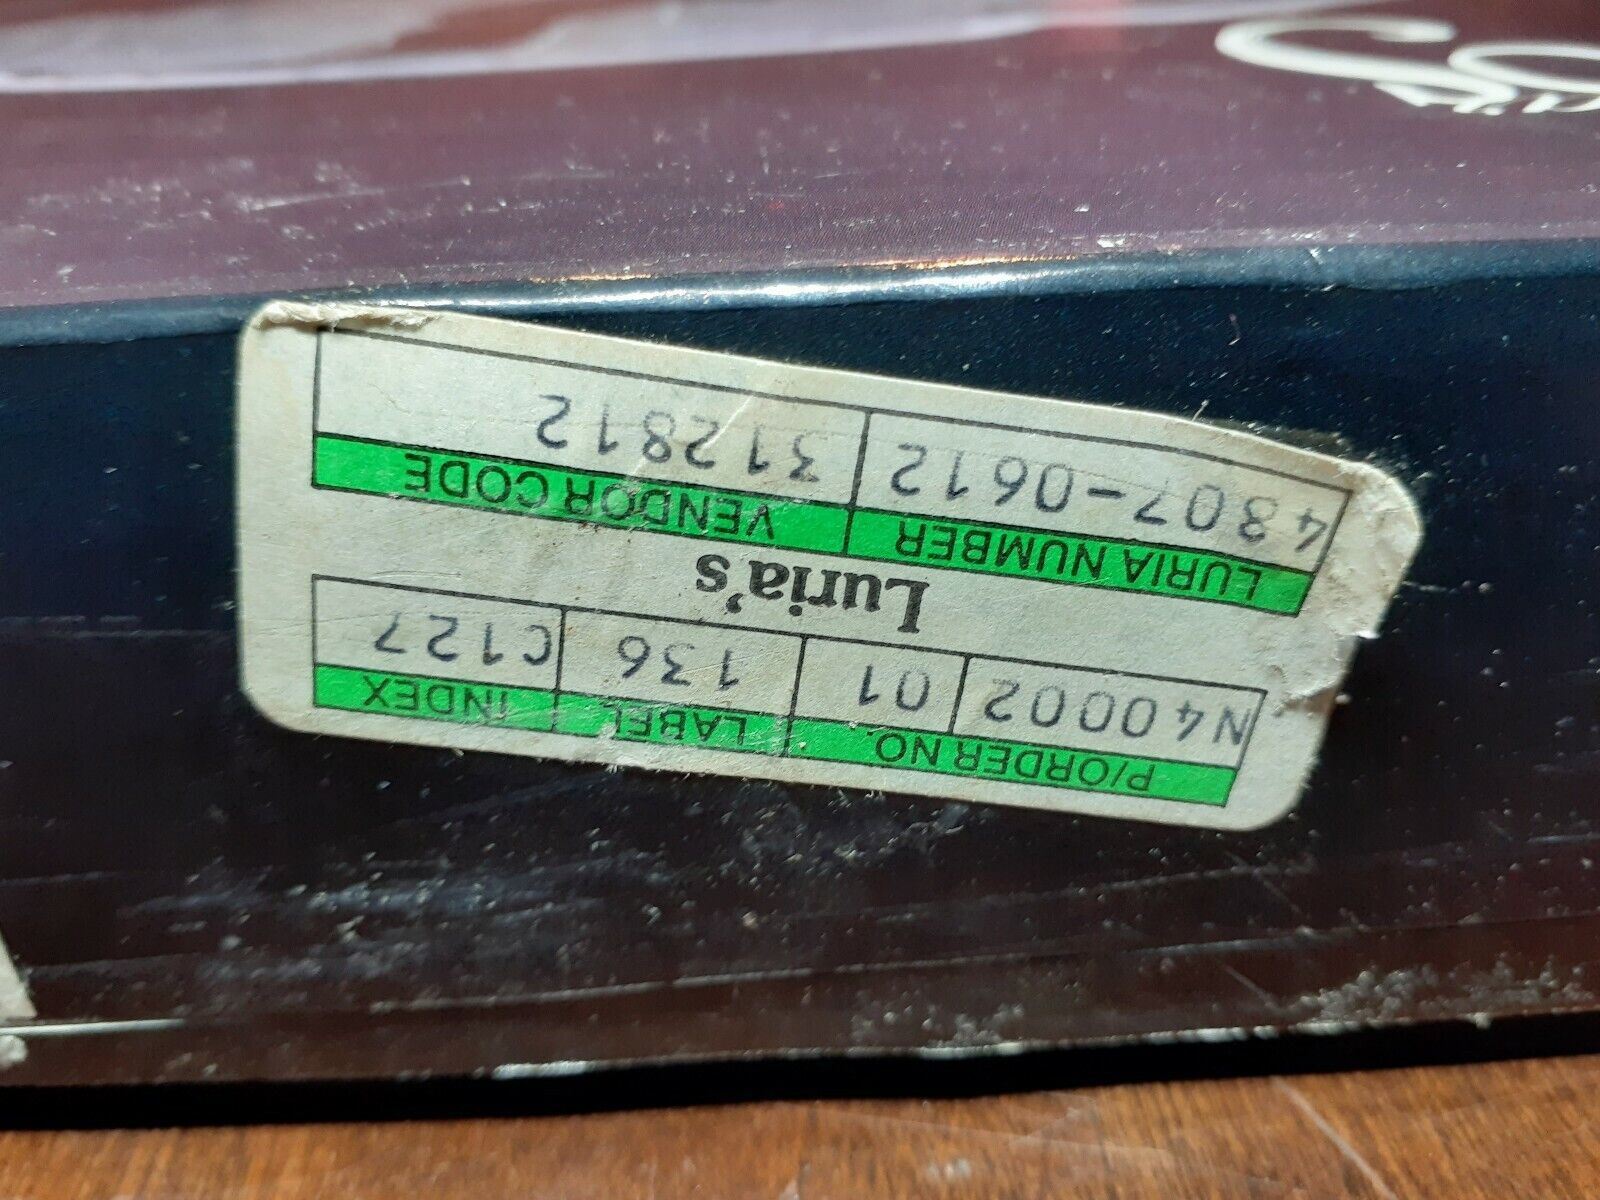 P/ORDER NO. LABEL INDEX
N40002 01 136 C127
Luria's
LURIA NUMBER VENDOR CODE
4807-0612 312812